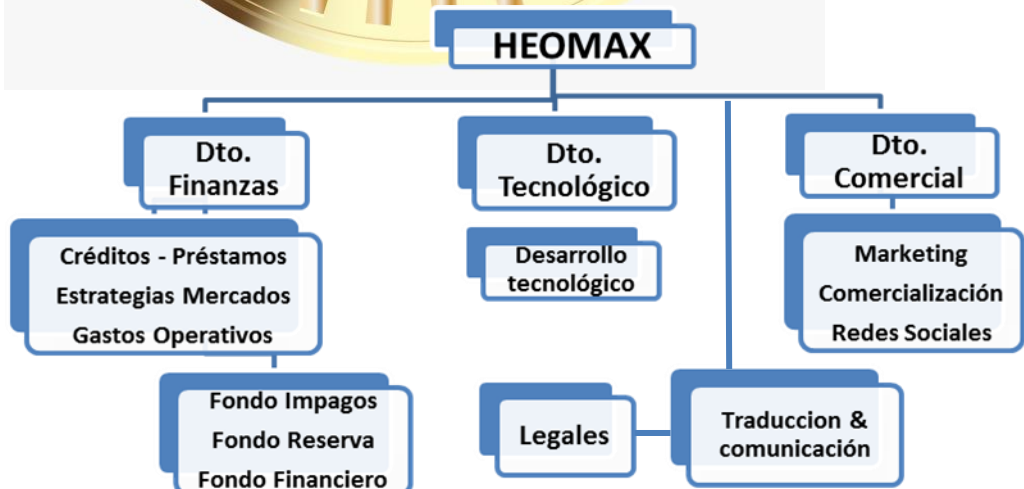 HEOMAX
Dto.
Finanzas
Dto.
Tecnológico
Dto.
Comercial
Créditos - Préstamos
Estrategias Mercados
Gastos Operativos
Desarrollo
tecnológico
Marketing
Comercialización
Redes Sociales
Fondo Impagos
Fondo Reserva
Fondo Financiero
Legales
Traduccion &
comunicación